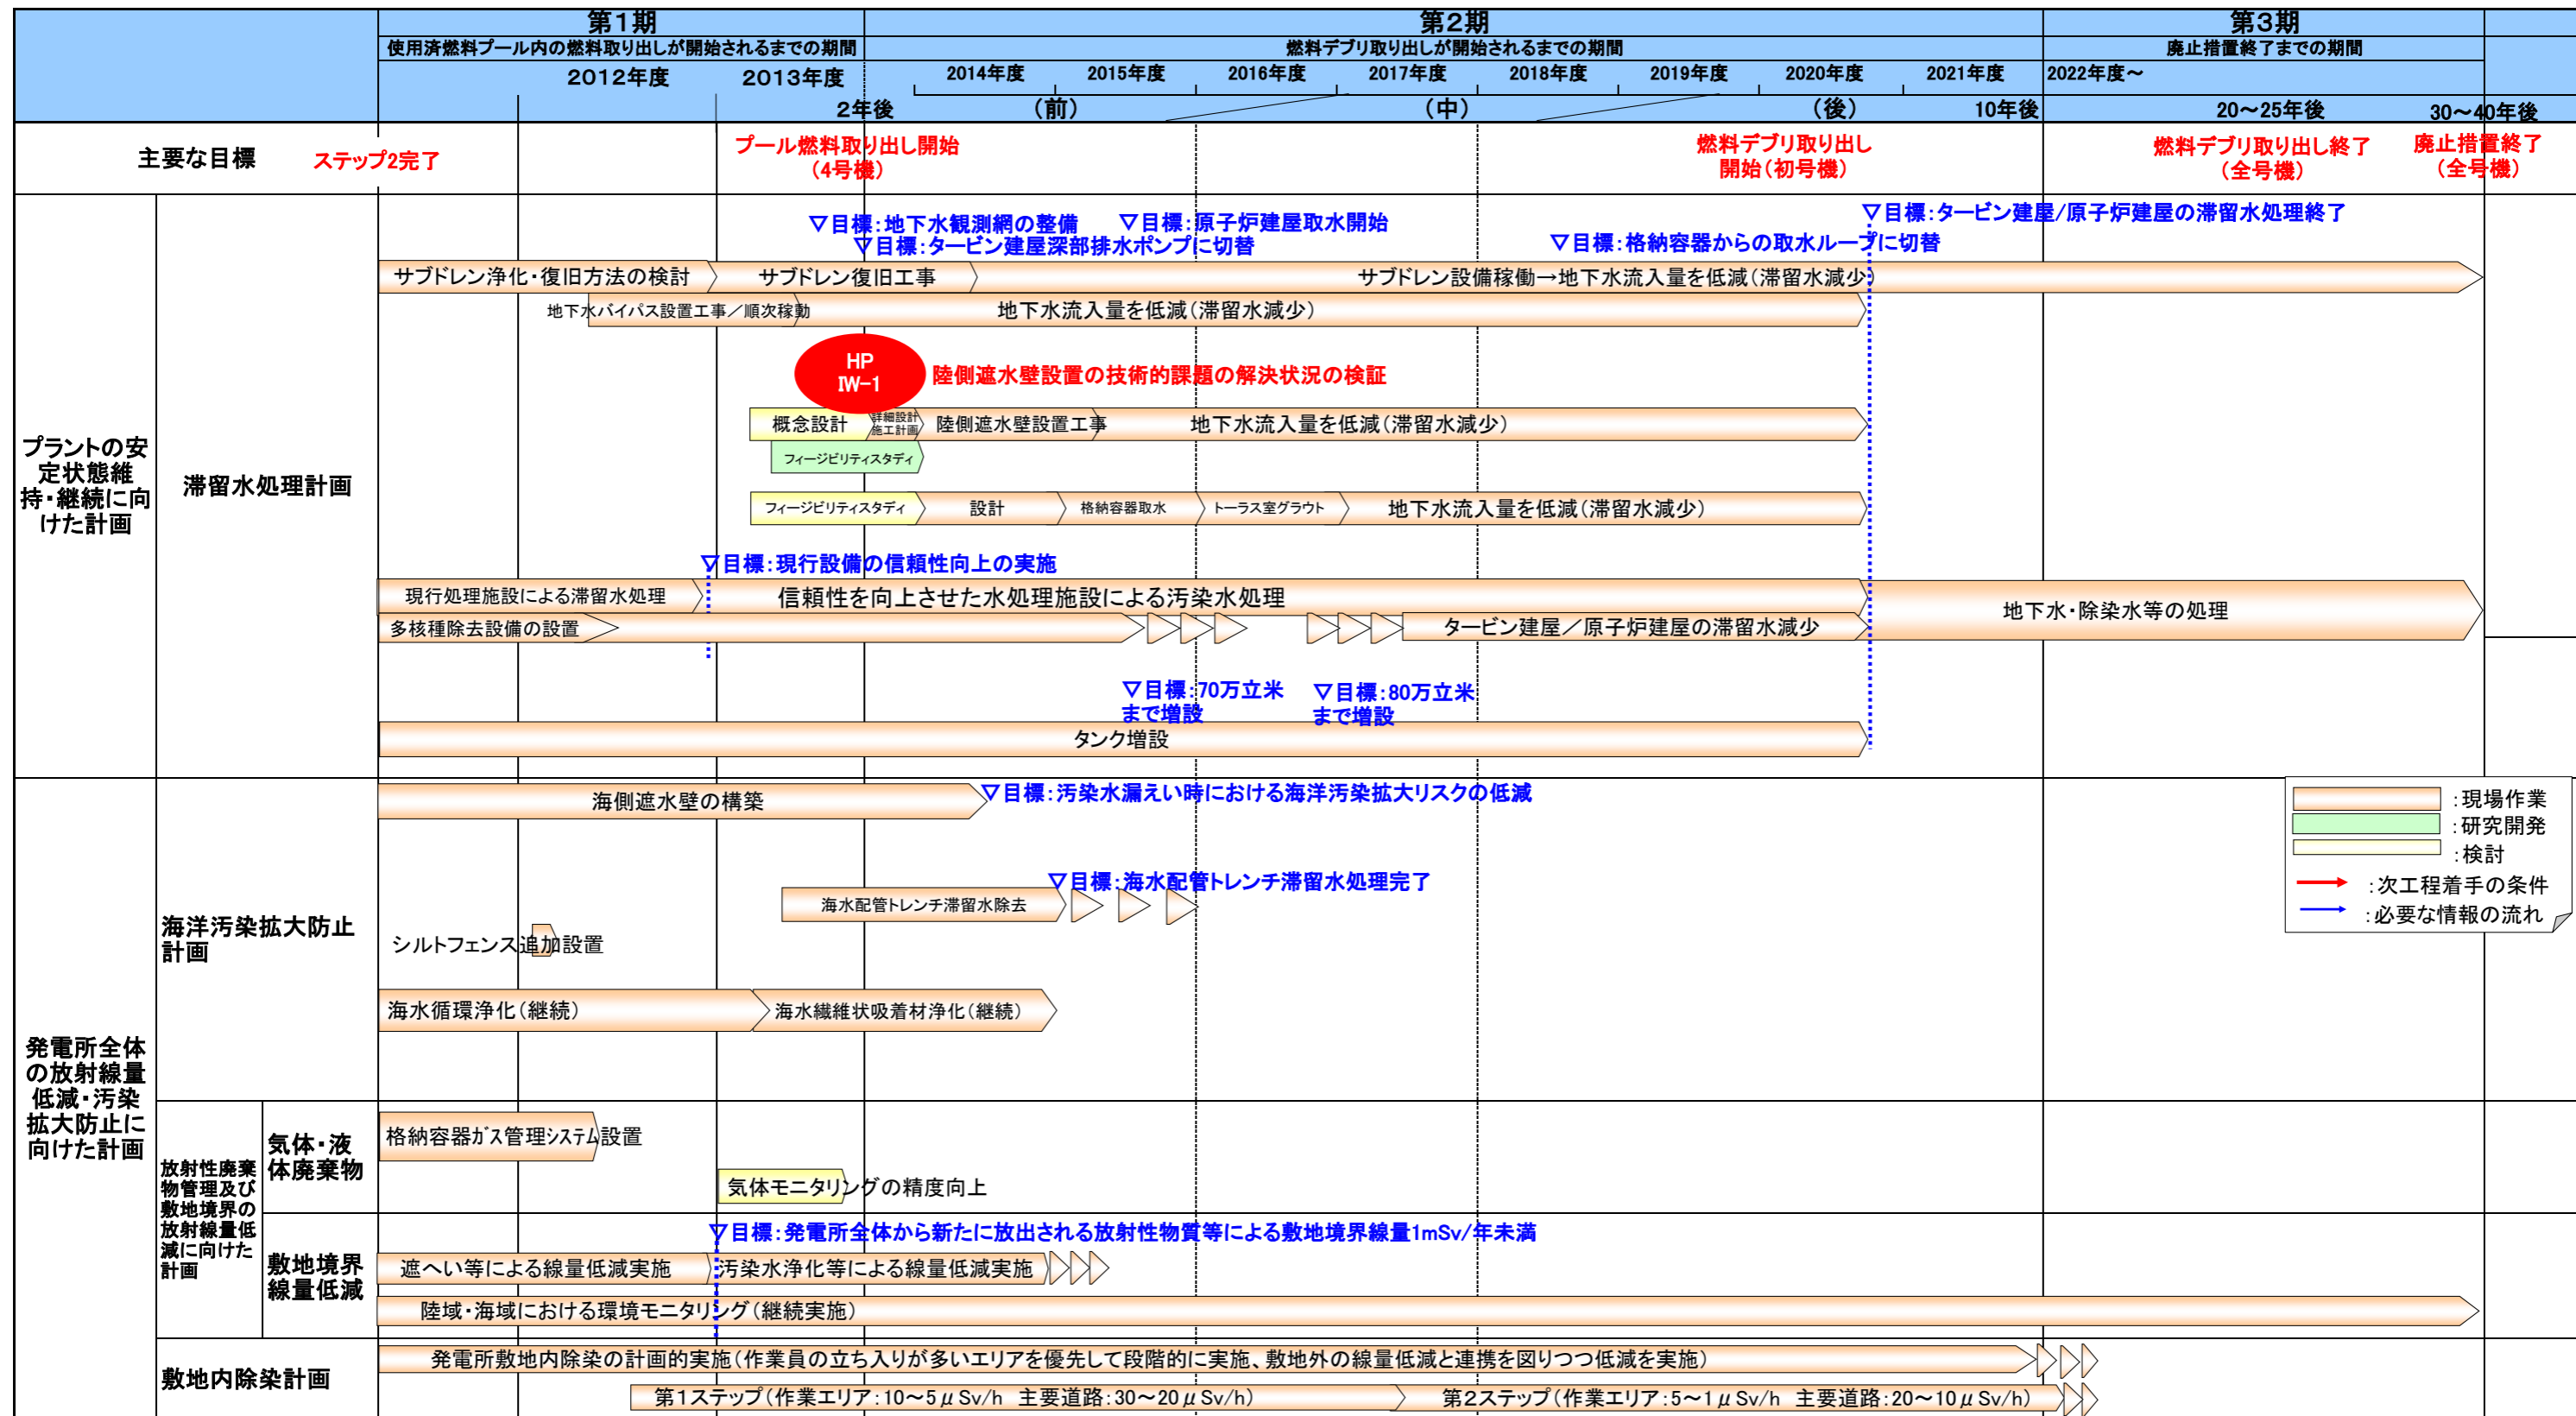 第1期
第2期
第3期
使用済燃料プール内の燃料取り出しが開始されるまでの期間
燃料デブリ取り出しが開始されるまでの期間
廃止措置終了までの期間
2012年度
2013年度
2014年度
2015年度
2016年度
2017年度
2018年度
2019年度
2020年度
2021年度
2022年度～
2年後
（前）
（中）
（後）
10年後
20～25年後
30～40年後
主要な目標
ステップ2完了
プール燃料取り出し開始
（4号機）
燃料デブリ取り出し
開始（初号機）
燃料デブリ取り出し終了
（全号機）
廃止措置終了
（全号機）
プラントの安
定状態維
持・継続に向
けた計画
滞留水処理計画
▽目標：地下水観測網の整備
▽目標：原子炉建屋取水開始
▽目標：タービン建屋/原子炉建屋の滞留水処理終了
▽目標：タービン建屋深部排水ポンプに切替
▽目標：格納容器からの取水ループに切替
サブドレン浄化・復旧方法の検討
サブドレン復旧工事
サブドレン設備稼働→地下水流入量を低減（滞留水減少）
地下水バイパス設置工事／順次稼動
地下水流入量を低減（滞留水減少）
HP
IW-1
陸側遮水壁設置の技術的課題の解決状況の検証
概念設計
詳細設計
施工計画
陸側遮水壁設置工事
地下水流入量を低減（滞留水減少）
フィージビリティスタディ
フィージビリティスタディ
設計
格納容器取水
トーラス室グラウト
地下水流入量を低減（滞留水減少）
▽目標：現行設備の信頼性向上の実施
現行処理施設による滞留水処理
信頼性を向上させた水処理施設による汚染水処理
地下水・除染水等の処理
多核種除去設備の設置
タービン建屋／原子炉建屋の滞留水減少
▽目標：70万立米
まで増設
▽目標：80万立米
まで増設
タンク増設
発電所全体
の放射線量
低減・汚染
拡大防止に
向けた計画
海洋汚染拡大防止
計画
海側遮水壁の構築
▽目標：汚染水漏えい時における海洋汚染拡大リスクの低減
：現場作業
：研究開発
：検討
：次工程着手の条件
：必要な情報の流れ
▽目標：海水配管トレンチ滞留水処理完了
海水配管トレンチ滞留水除去
シルトフェンス追加設置
海水循環浄化（継続）
海水繊維状吸着材浄化（継続）
放射性廃棄
物管理及び
敷地境界の
放射線量低
減に向けた
計画
気体・液
体廃棄物
格納容器ガス管理システム設置
気体モニタリングの精度向上
敷地境界
線量低減
▽目標：発電所全体から新たに放出される放射性物質等による敷地境界線量1mSv/年未満
遮へい等による線量低減実施
汚染水浄化等による線量低減実施
陸域・海域における環境モニタリング（継続実施）
敷地内除染計画
発電所敷地内除染の計画的実施（作業員の立ち入りが多いエリアを優先して段階的に実施、敷地外の線量低減と連携を図りつつ低減を実施）
第1ステップ（作業エリア：10～5μSv/h　主要道路：30～20μSv/h）
第2ステップ（作業エリア：5～1μSv/h　主要道路：20～10μSv/h）